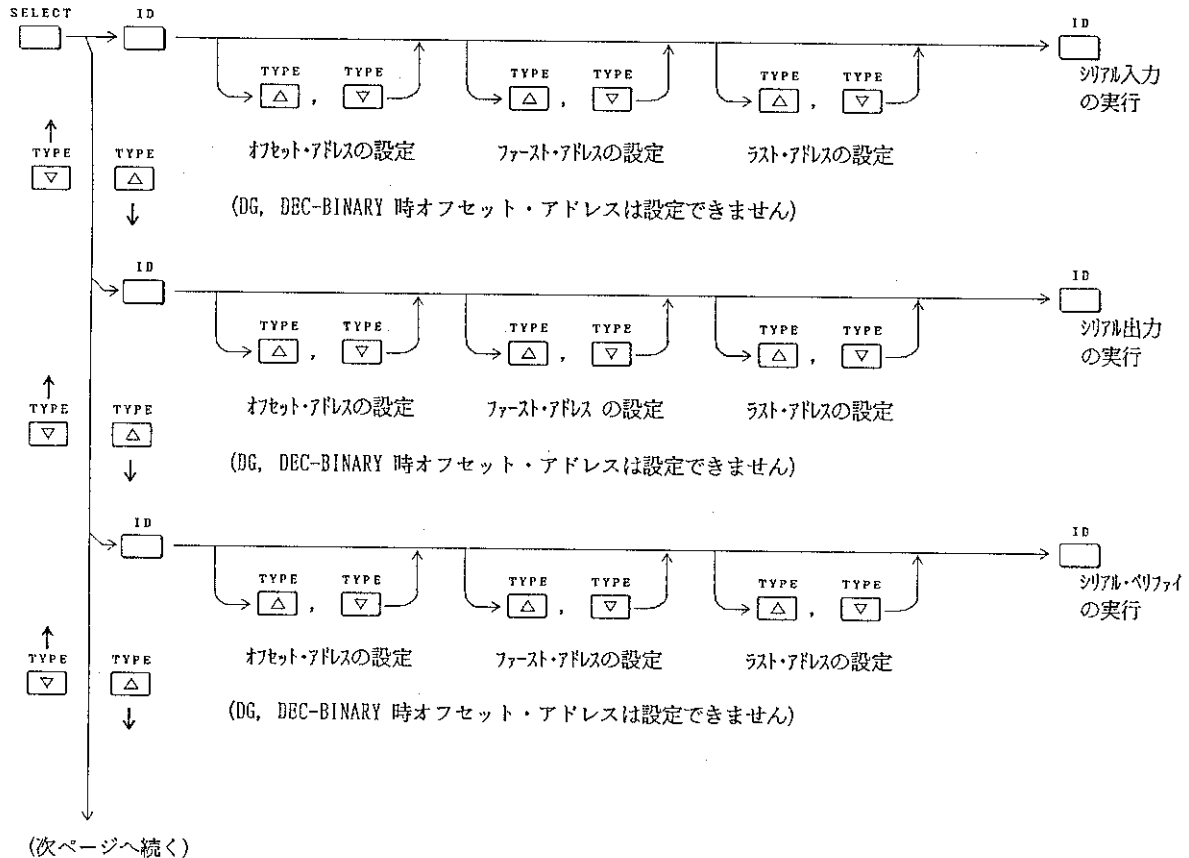 SELECT
ID
ID
TYPE TYPE TYPE TYPE TYPE TYPE
△ , ▽ △ , ▽ △ , ▽
シリアル入力
の実行
オフセット・アドレスの設定 ファースト・アドレスの設定 ラスト・アドレスの設定
TYPE TYPE
▽ △
(DG, DEC-BINARY 時オフセット・アドレスは設定できません)
ID
ID
TYPE TYPE TYPE TYPE TYPE TYPE
△ , ▽ △ , ▽ △ , ▽
シリアル出力
の実行
オフセット・アドレスの設定 ファースト・アドレス の設定 ラスト・アドレスの設定
TYPE TYPE
▽ △
(DG, DEC-BINARY 時オフセット・アドレスは設定できません)
ID
ID
TYPE TYPE TYPE TYPE TYPE TYPE
△ , ▽ △ , ▽ △ , ▽
シリアル・ベリファイ
の実行
オフセット・アドレスの設定 ファースト・アドレスの設定 ラスト・アドレスの設定
TYPE TYPE
▽ △
(DG, DEC-BINARY 時オフセット・アドレスは設定できません)
(次ページへ続く)